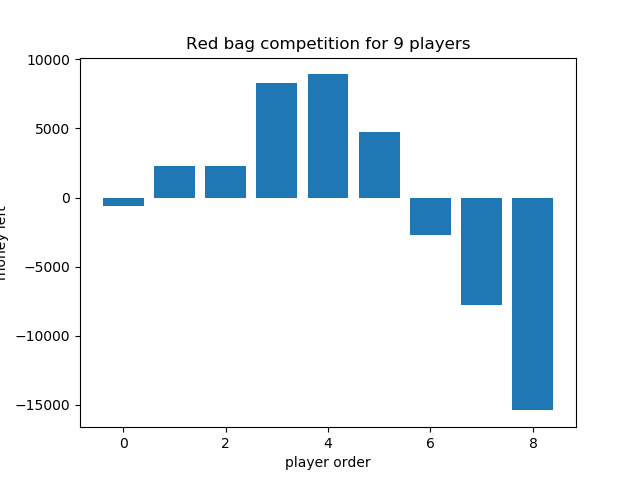 Red bag competition for 9 players
10000
5000
0
−5000
−10000
−15000
money left
0 2 4 6 8
player order